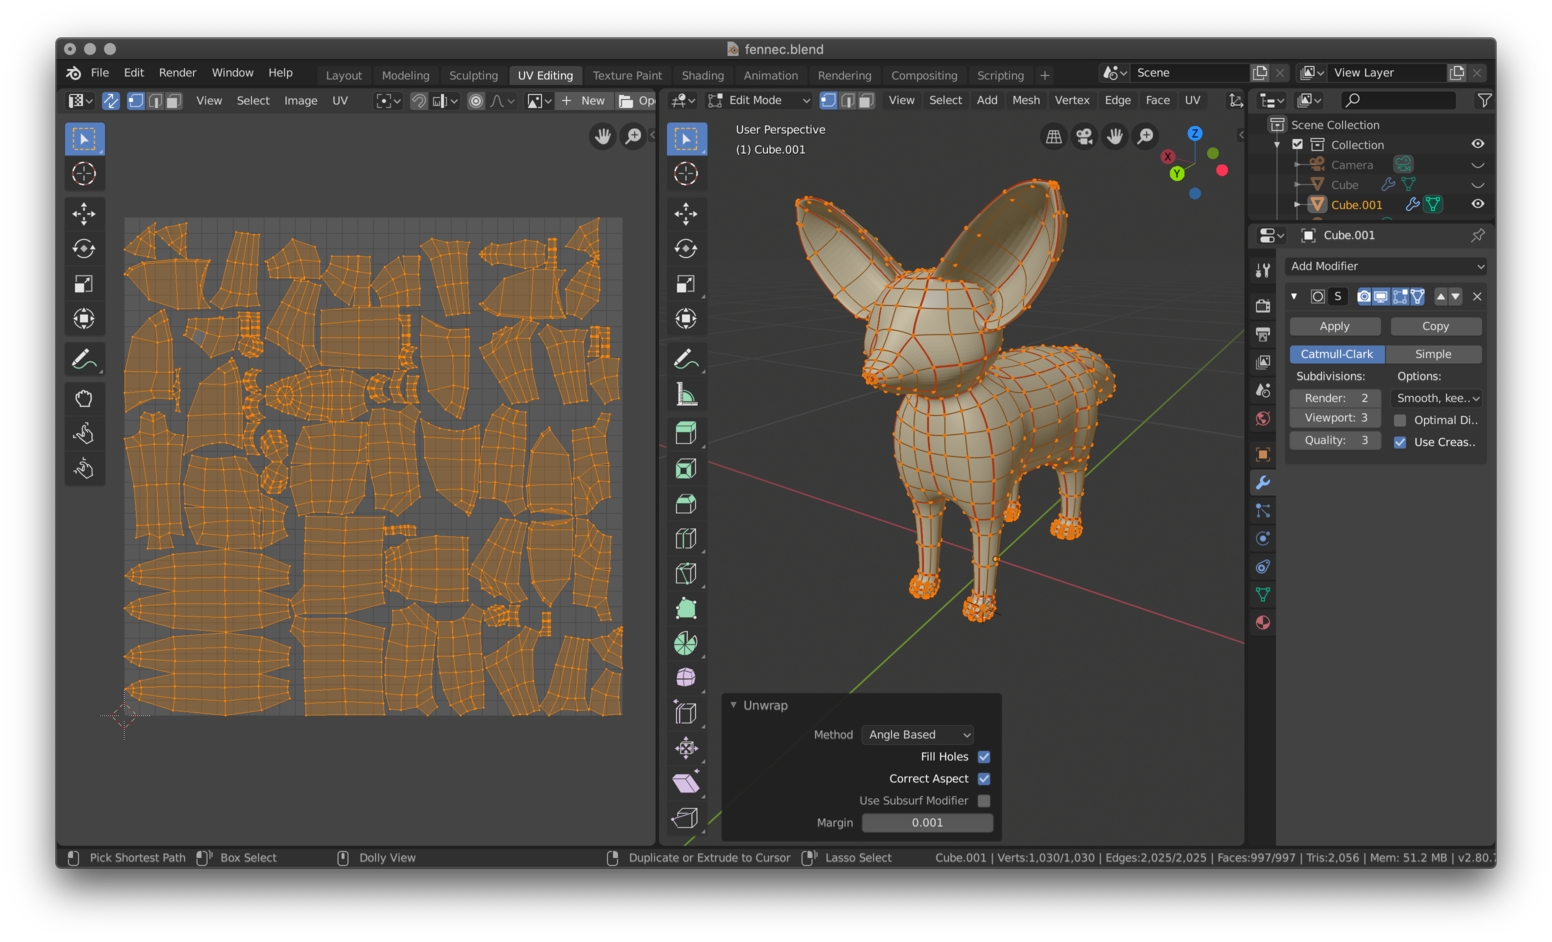 fennec.blend
File Edit Render Window Help Layout Modeling Sculpting UV Editing Texture Paint Shading Animation Rendering Compositing Scripting + Scene View Layer
View Select Image UV + New Op
Edit Mode View Select Add Mesh Vertex Edge Face UV
User Perspective
(1) Cube.001
Z
X
Y
Scene Collection
Collection
Camera
Cube
Cube.001
Cube.001
Add Modifier
S
Apply Copy
Catmull-Clark Simple
Subdivisions: Options:
Render: 2 Smooth, kee..
Viewport: 3 Optimal Di..
Quality: 3 Use Creas..
Unwrap
Method Angle Based
Fill Holes
Correct Aspect
Use Subsurf Modifier
Margin 0.001
Pick Shortest Path Box Select Dolly View Duplicate or Extrude to Cursor Lasso Select Cube.001 | Verts:1,030/1,030 | Edges:2,025/2,025 | Faces:997/997 | Tris:2,056 | Mem: 51.2 MB | v2.80.7